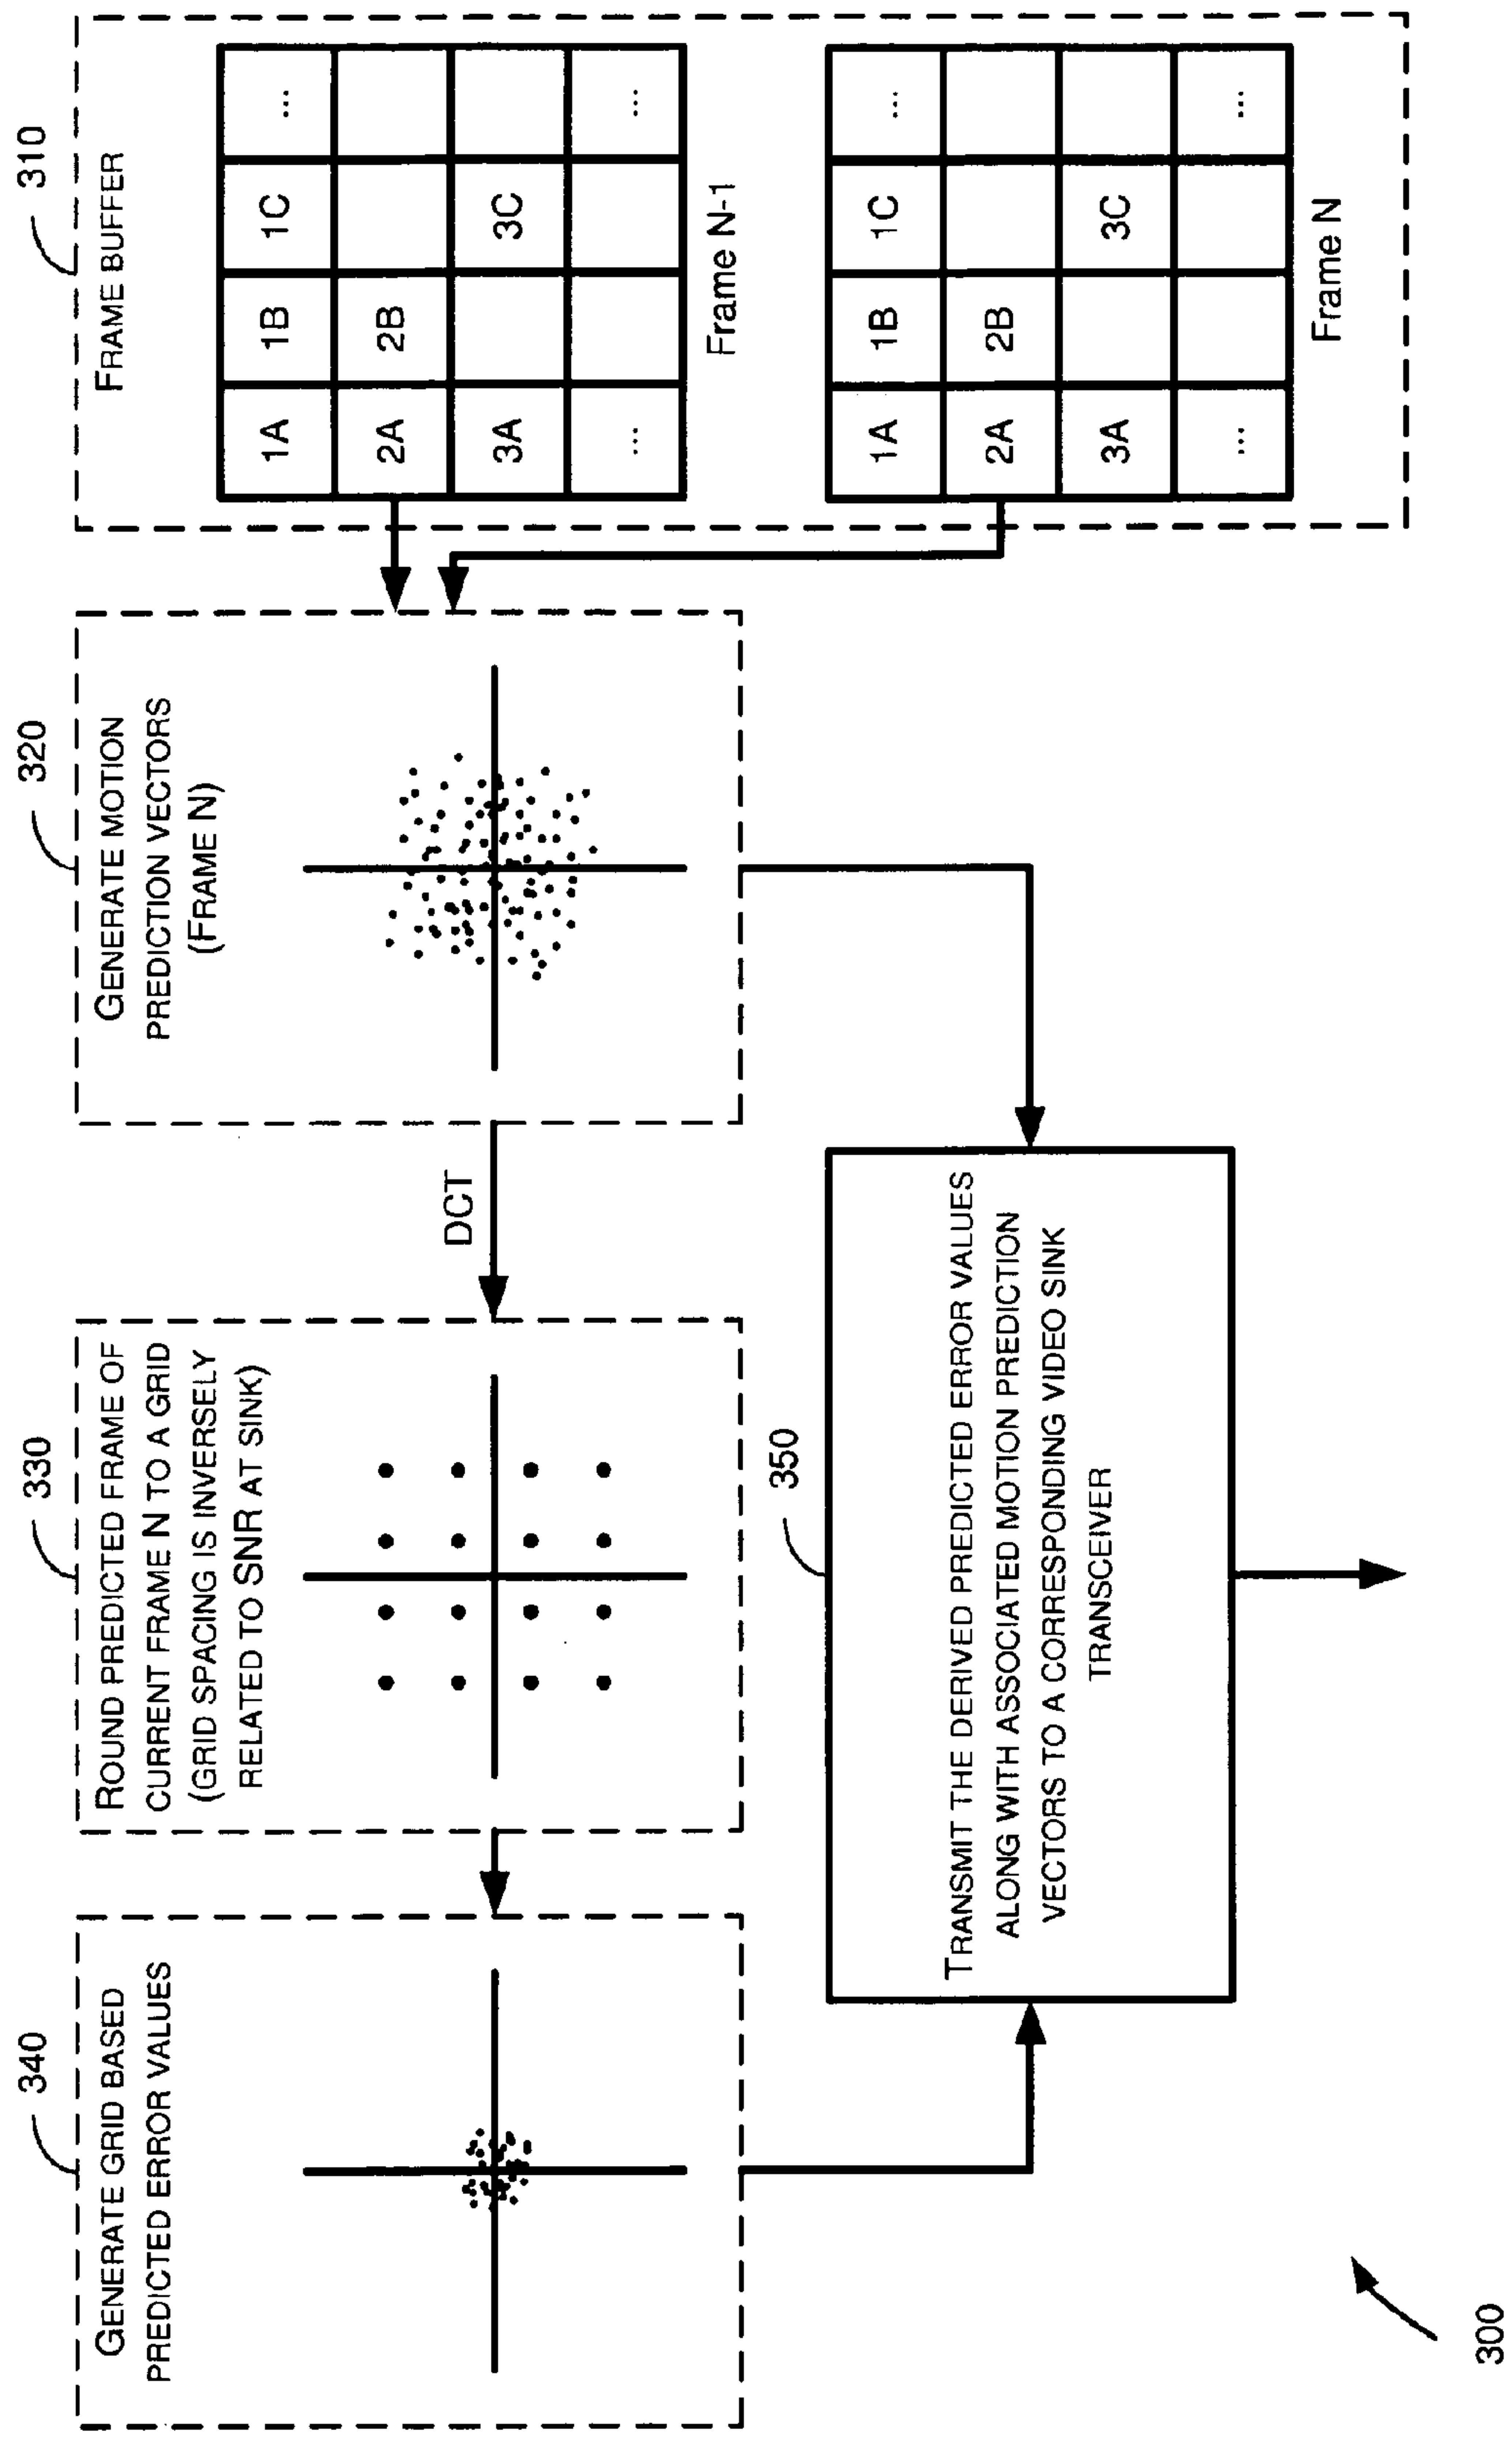 340
GENERATE GRID BASED
PREDICTED ERROR VALUES
330
ROUND PREDICTED FRAME OF
CURRENT FRAME N TO A GRID
(GRID SPACING IS INVERSELY
RELATED TO SNR AT SINK)
DCT
320
GENERATE MOTION
PREDICTION VECTORS
(FRAME N)
310
FRAME BUFFER
1A 1B 1C ...
2A 2B
3A 3C
... ...
Frame N-1
1A 1B 1C ...
2A 2B
3A 3C
... ...
Frame N
350
TRANSMIT THE DERIVED PREDICTED ERROR VALUES
ALONG WITH ASSOCIATED MOTION PREDICTION
VECTORS TO A CORRESPONDING VIDEO SINK
TRANSCEIVER
300